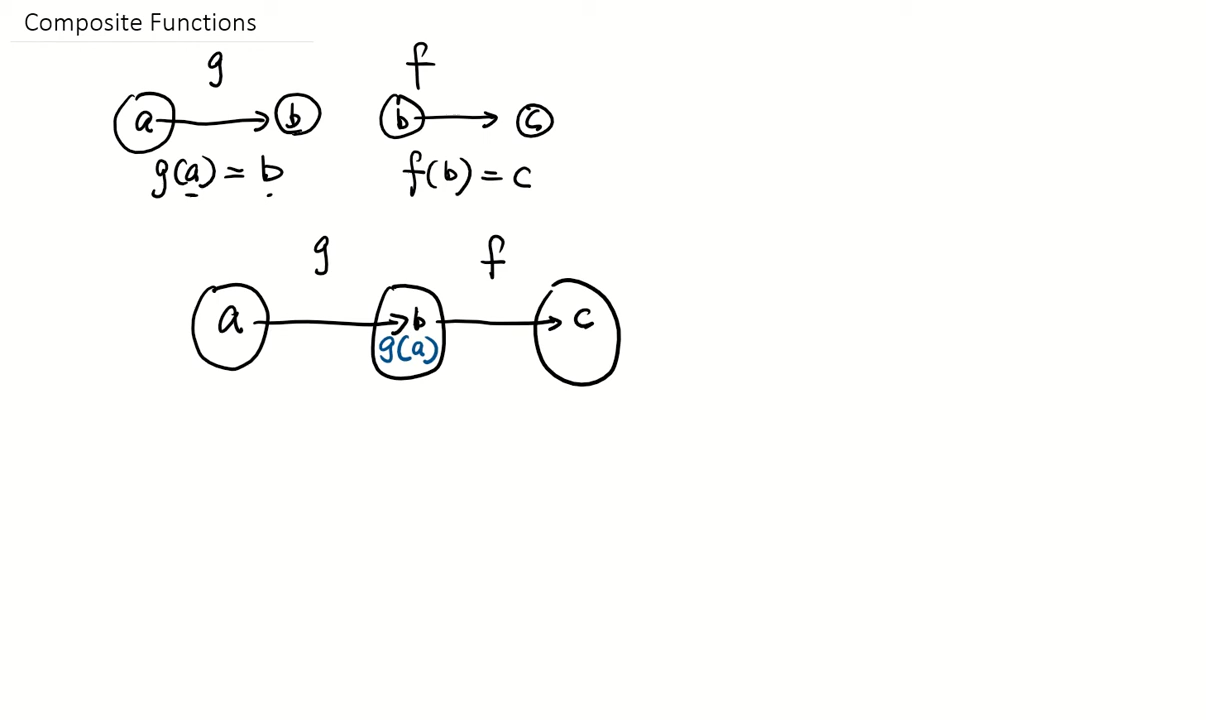 Composite Functions
g f
a b b c
g(a) = b f(b) = c
g f
a b c
g(a)